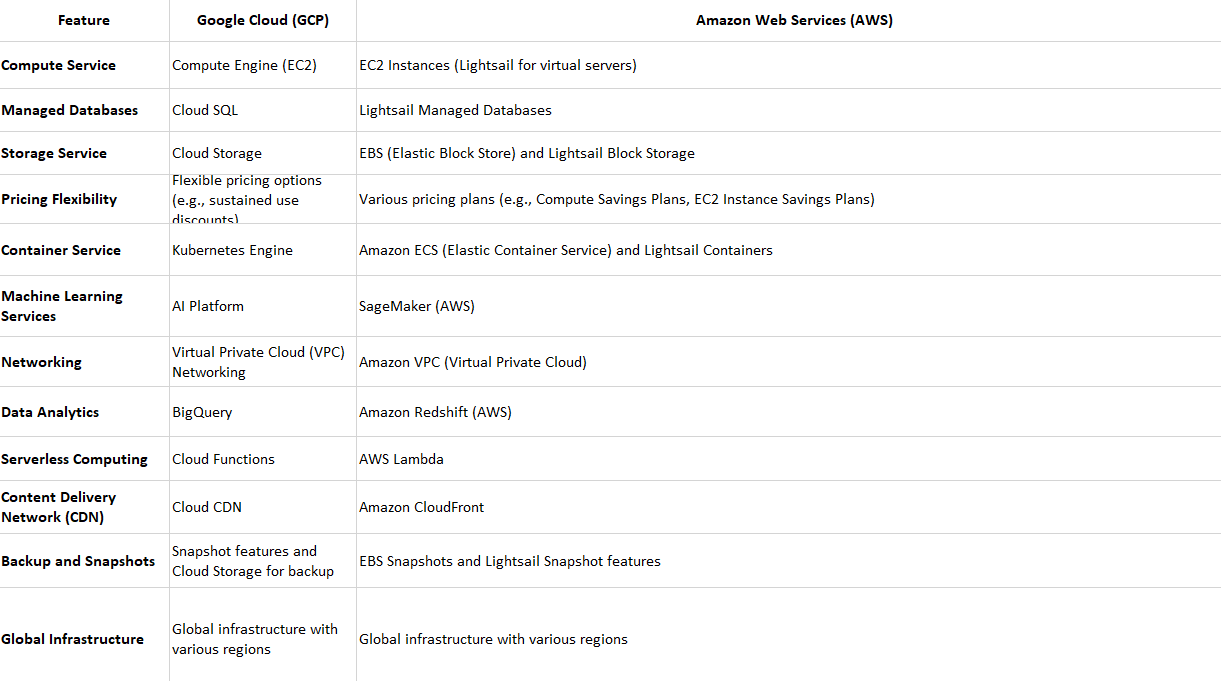 Feature Google Cloud (GCP) Amazon Web Services (AWS)
Compute Service Compute Engine (EC2) EC2 Instances (Lightsail for virtual servers)
Managed Databases Cloud SQL Lightsail Managed Databases
Storage Service Cloud Storage EBS (Elastic Block Store) and Lightsail Block Storage
Pricing Flexibility
Flexible pricing options
(e.g., sustained use
discounts)
Various pricing plans (e.g., Compute Savings Plans, EC2 Instance Savings Plans)
Container Service Kubernetes Engine Amazon ECS (Elastic Container Service) and Lightsail Containers
Machine Learning
Services
AI Platform SageMaker (AWS)
Networking
Virtual Private Cloud (VPC)
Networking
Amazon VPC (Virtual Private Cloud)
Data Analytics BigQuery Amazon Redshift (AWS)
Serverless Computing Cloud Functions AWS Lambda
Content Delivery
Network (CDN)
Cloud CDN Amazon CloudFront
Backup and Snapshots
Snapshot features and
Cloud Storage for backup
EBS Snapshots and Lightsail Snapshot features
Global Infrastructure
Global infrastructure with
various regions
Global infrastructure with various regions